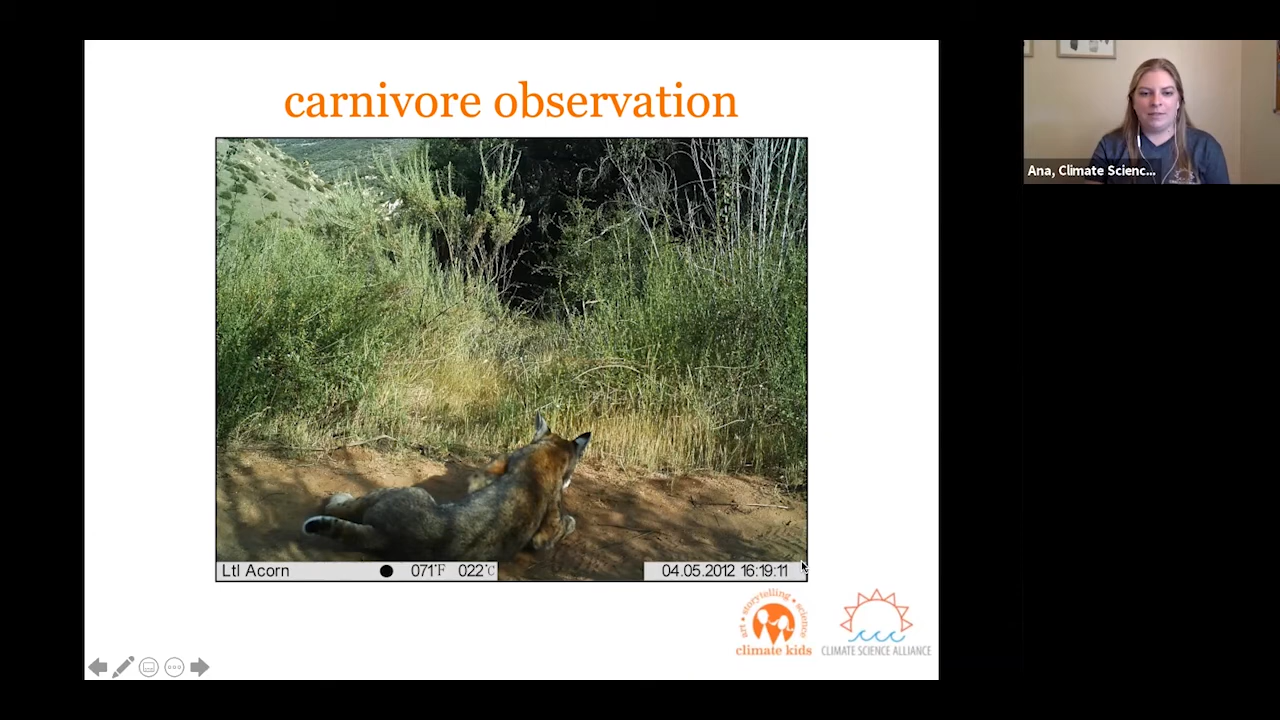 carnivore observation
Ana, Climate Scienc...
Ltl Acorn 071°F 022°C 04.05.2012 16:19:11
art • storytelling • science
climate kids
CLIMATE SCIENCE ALLIANCE